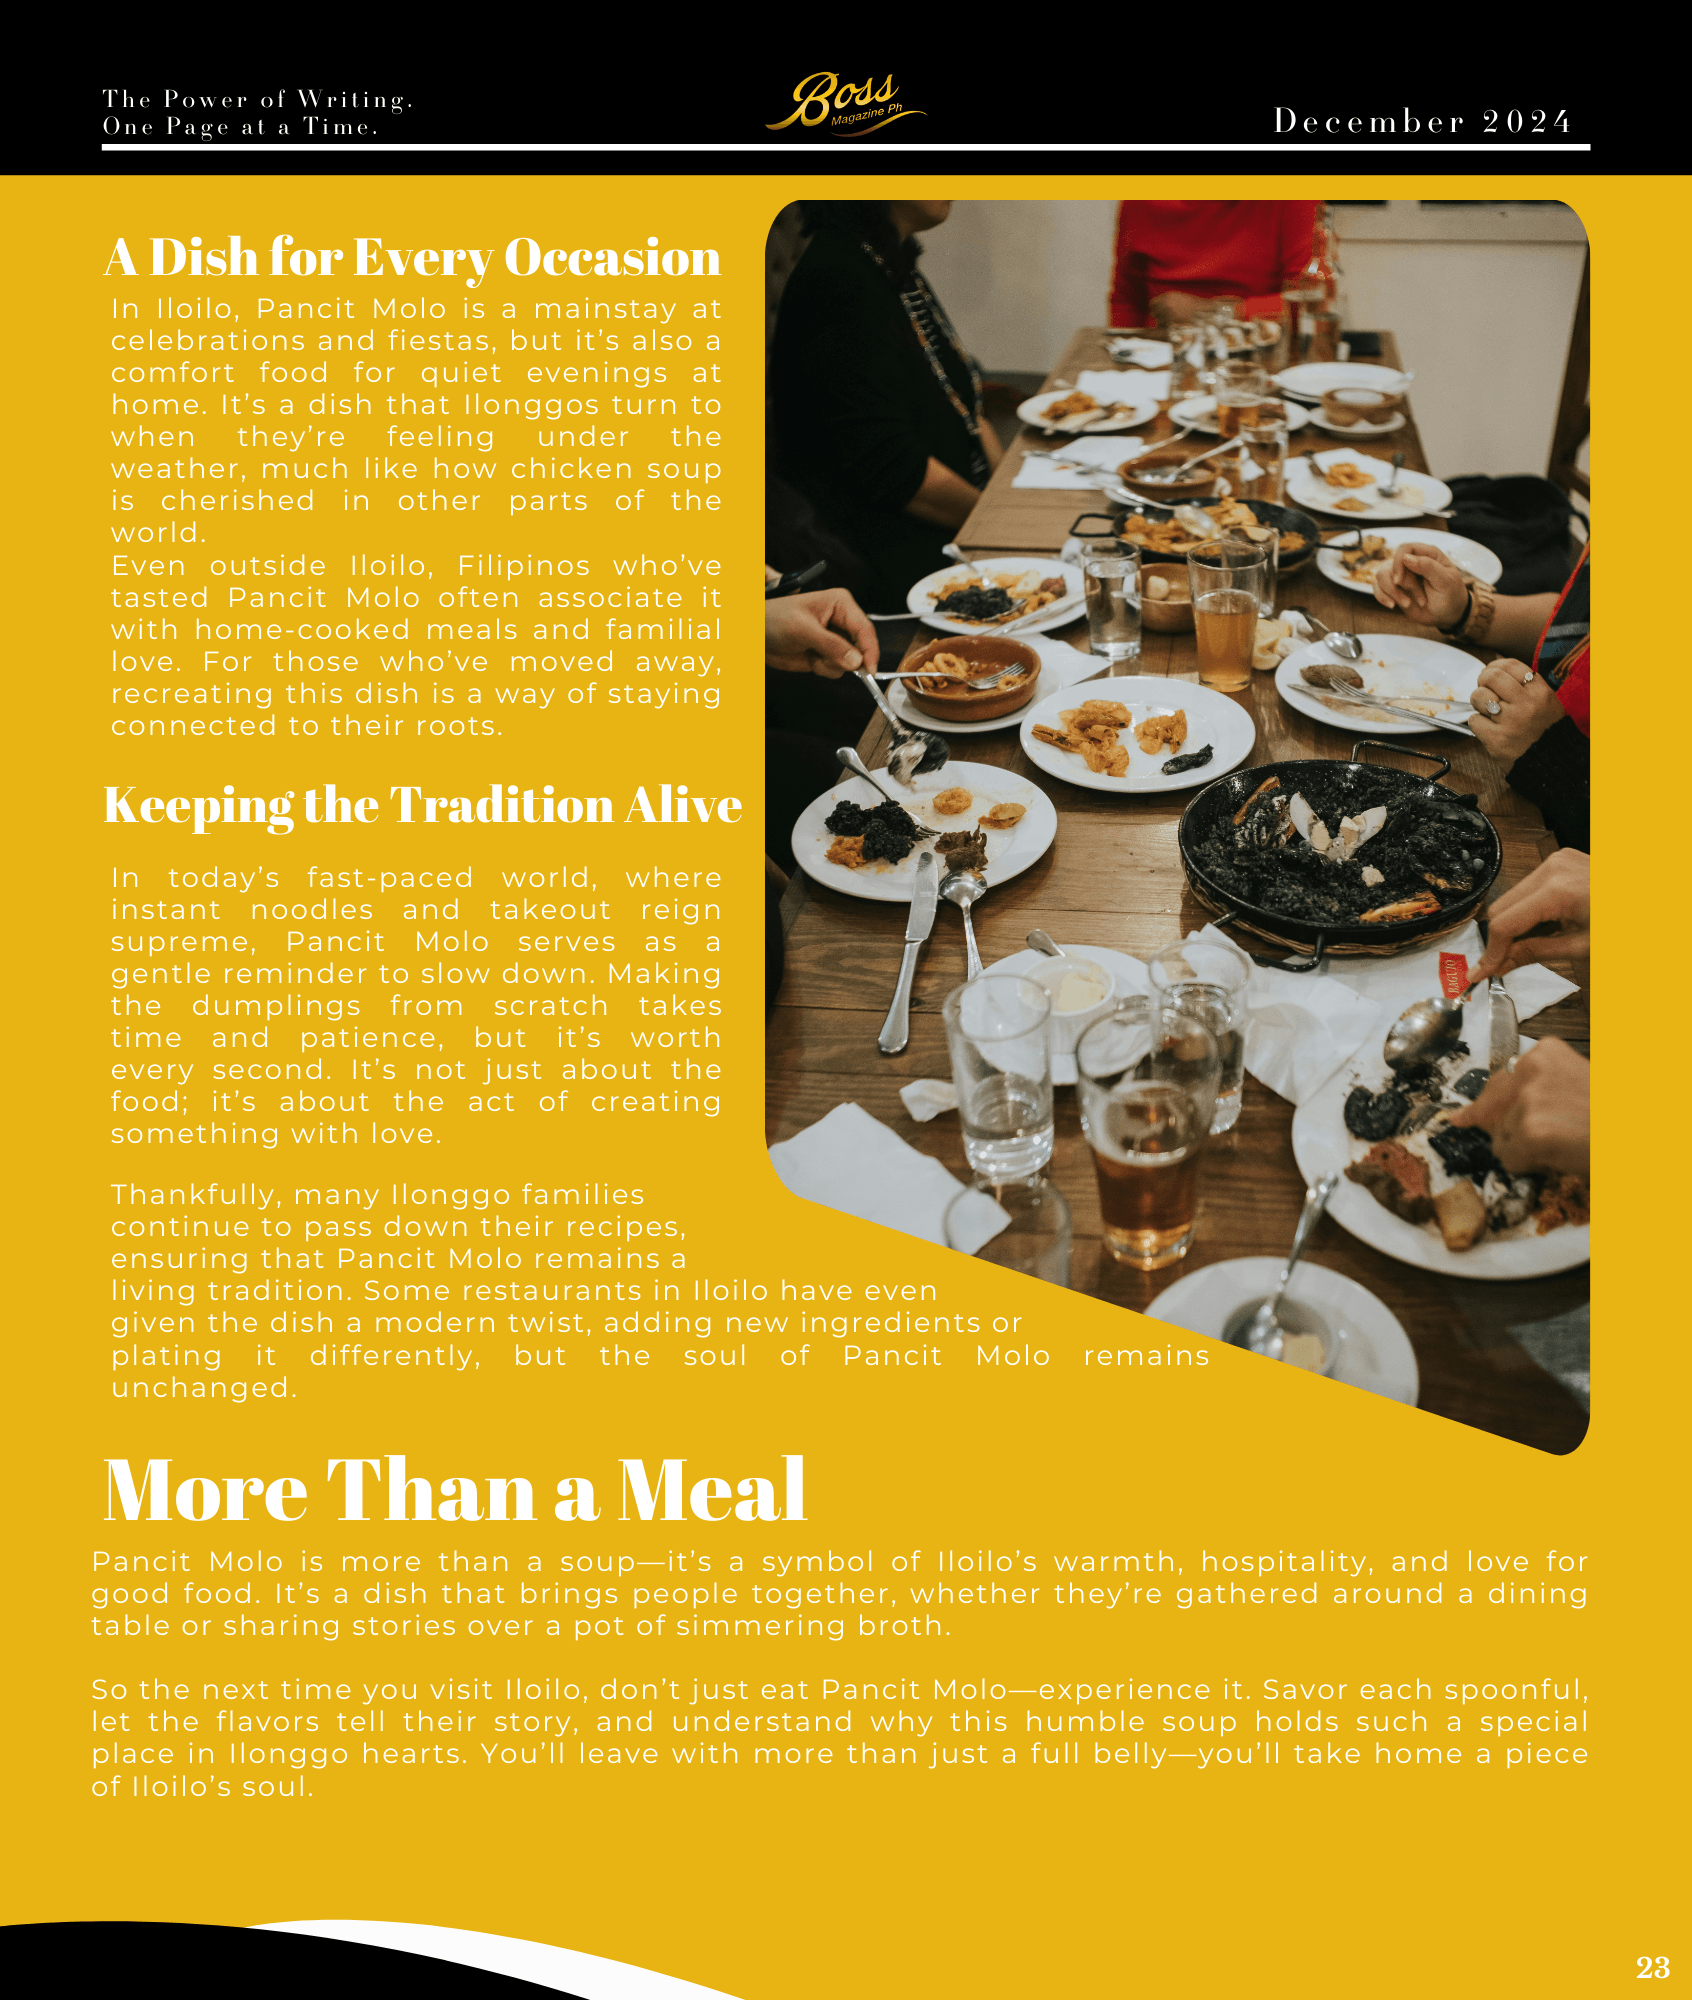 The Power of Writing.
One Page at a Time.
Boss
Magazine Ph
December 2024
A Dish for Every Occasion
In Iloilo, Pancit Molo is a mainstay at
celebrations and fiestas, but it’s also a
comfort food for quiet evenings at
home. It’s a dish that Ilonggos turn to
when they’re feeling under the
weather, much like how chicken soup
is cherished in other parts of the
world.
Even outside Iloilo, Filipinos who’ve
tasted Pancit Molo often associate it
with home-cooked meals and familial
love. For those who’ve moved away,
recreating this dish is a way of staying
connected to their roots.
Keeping the Tradition Alive
In today’s fast-paced world, where
instant noodles and takeout reign
supreme, Pancit Molo serves as a
gentle reminder to slow down. Making
the dumplings from scratch takes
time and patience, but it’s worth
every second. It’s not just about the
food; it’s about the act of creating
something with love.
Thankfully, many Ilonggo families
continue to pass down their recipes,
ensuring that Pancit Molo remains a
living tradition. Some restaurants in Iloilo have even
given the dish a modern twist, adding new ingredients or
plating it differently, but the soul of Pancit Molo remains
unchanged.
More Than a Meal
Pancit Molo is more than a soup—it’s a symbol of Iloilo’s warmth, hospitality, and love for
good food. It’s a dish that brings people together, whether they’re gathered around a dining
table or sharing stories over a pot of simmering broth.
So the next time you visit Iloilo, don’t just eat Pancit Molo—experience it. Savor each spoonful,
let the flavors tell their story, and understand why this humble soup holds such a special
place in Ilonggo hearts. You’ll leave with more than just a full belly—you’ll take home a piece
of Iloilo’s soul.
23